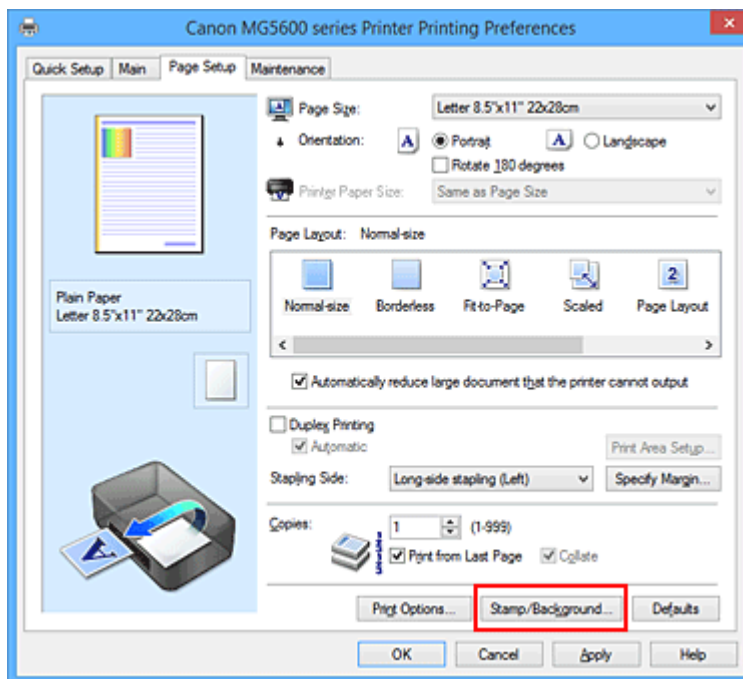 Canon MG5600 series Printer Printing Preferences
Quick Setup Main Page Setup Maintenance
Page Size: Letter 8.5"x11" 22x28cm
Orientation: A Portrait A Landscape
Rotate 180 degrees
Printer Paper Size: Same as Page Size
Page Layout: Normal-size
2
Normal-size Borderless Fit-to-Page Scaled Page Layout
Plain Paper
Letter 8.5"x11" 22x28cm
Automatically reduce large document that the printer cannot output
Duplex Printing
Automatic Print Area Setup...
Stapling Side: Long-side stapling (Left) Specify Margin...
Copies: 1 (1-999)
Print from Last Page Collate
A
Print Options... Stamp/Background... Defaults
OK Cancel Apply Help